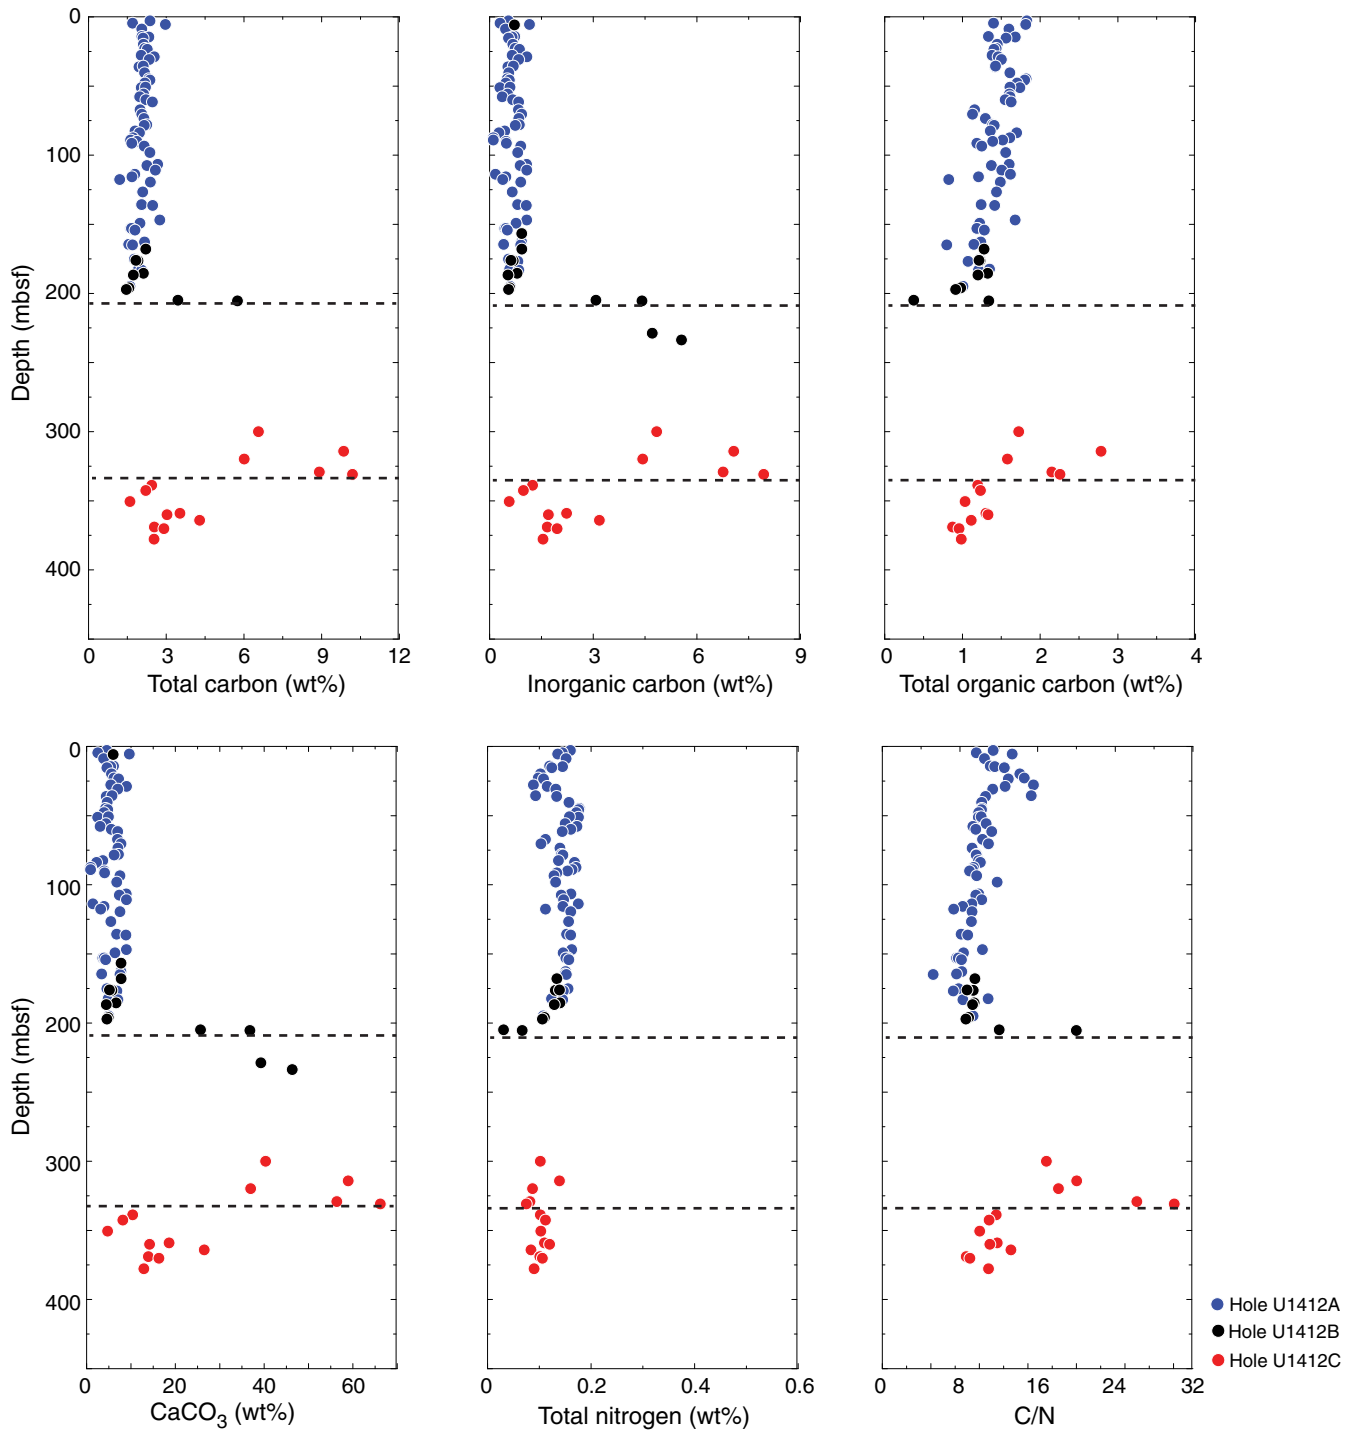 0
100
200
300
400
Depth (mbsf)
0 3 6 9 12
Total carbon (wt%)
0 3 6 9
Inorganic carbon (wt%)
0 1 2 3 4
Total organic carbon (wt%)
0
100
200
300
400
Depth (mbsf)
0 20 40 60
CaCO3 (wt%)
0 0.2 0.4 0.6
Total nitrogen (wt%)
0 8 16 24 32
C/N
Hole U1412A
Hole U1412B
Hole U1412C